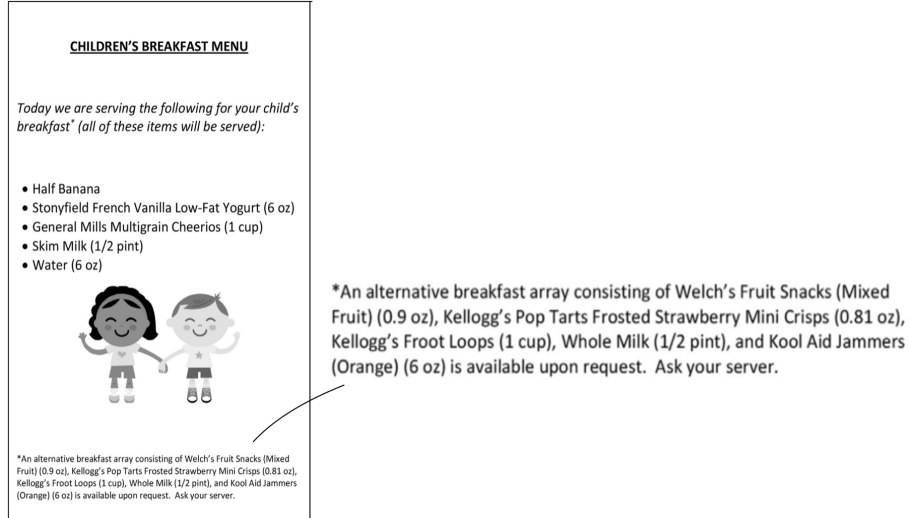 CHILDREN'S BREAKFAST MENU
Today we are serving the following for your child's
breakfast* (all of these items will be served):
• Half Banana
• Stonyfield French Vanilla Low-Fat Yogurt (6 oz)
• General Mills Multigrain Cheerios (1 cup)
• Skim Milk (1/2 pint)
• Water (6 oz)
*An alternative breakfast array consisting of Welch's Fruit Snacks (Mixed
Fruit) (0.9 oz), Kellogg's Pop Tarts Frosted Strawberry Mini Crisps (0.81 oz),
Kellogg's Froot Loops (1 cup), Whole Milk (1/2 pint), and Kool Aid Jammers
(Orange) (6 oz) is available upon request.  Ask your server.
*An alternative breakfast array consisting of Welch's Fruit Snacks (Mixed
Fruit) (0.9 oz), Kellogg's Pop Tarts Frosted Strawberry Mini Crisps (0.81 oz),
Kellogg's Froot Loops (1 cup), Whole Milk (1/2 pint), and Kool Aid Jammers
(Orange) (6 oz) is available upon request.  Ask your server.